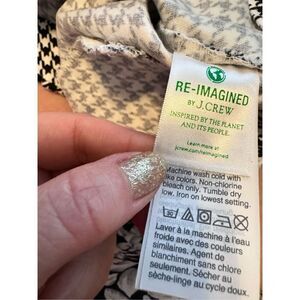 RE-IMAGINED
BY J.CREW
INSPIRED BY THE PLANET
AND ITS PEOPLE.
Learn more at
jcrew.com/reimagined
Machine wash cold with
like colors. Non-chlorine
bleach only. Tumble dry
low. Iron on lowest setting.
Laver à la machine à l'eau
froide avec des couleurs
similaires. Agent de
blanchiment sans chlore
seulement. Sécher au
sèche-linge au cycle doux.